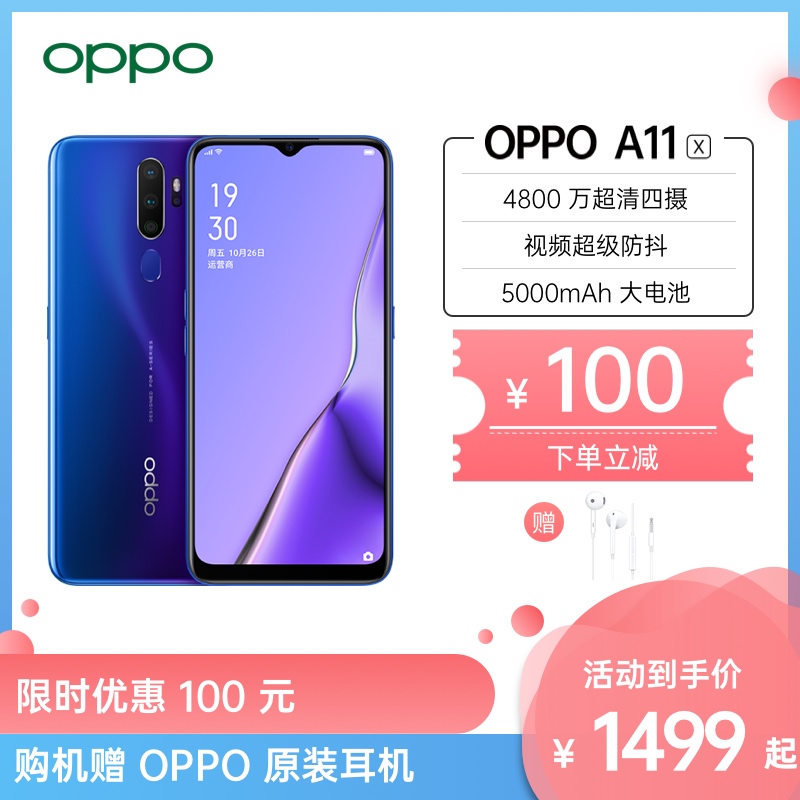 oppo
OPPO A11 x
4800 万超清四摄
视频超级防抖
5000mAh 大电池
19
30
周五 10月26日
运营商
oppo
¥ 100
下单立减
赠
限时优惠 100 元
购机赠 OPPO 原装耳机
活动到手价
¥ 1499 起